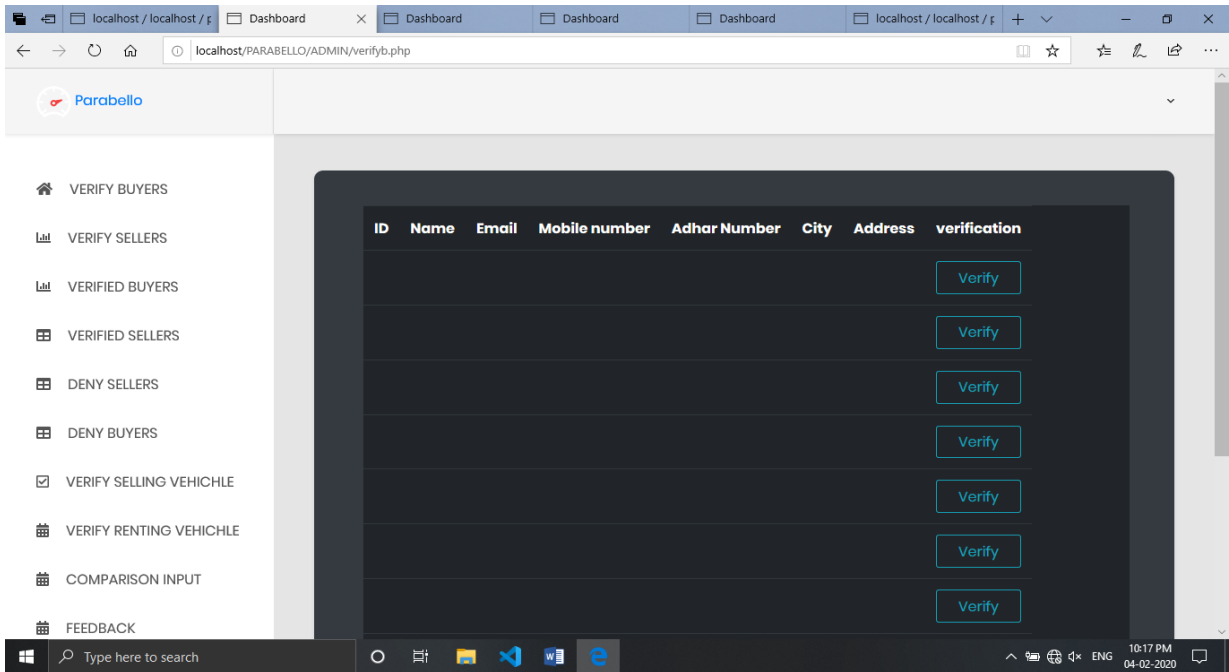 localhost / localhost / p
Dashboard
Dashboard
Dashboard
Dashboard
localhost / localhost / p
localhost/PARABELLO/ADMIN/verifyb.php
Parabello
VERIFY BUYERS
VERIFY SELLERS
VERIFIED BUYERS
VERIFIED SELLERS
DENY SELLERS
DENY BUYERS
VERIFY SELLING VEHICHLE
VERIFY RENTING VEHICHLE
COMPARISON INPUT
FEEDBACK
ID Name Email Mobile number Adhar Number City Address verification
Verify
Verify
Verify
Verify
Verify
Verify
Verify
Type here to search
ENG
10:17 PM
04-02-2020